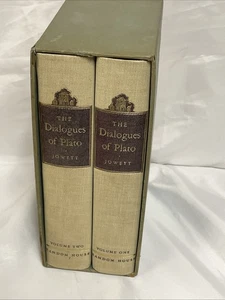 THE
Dialogues
of Plato
JOWETT
VOLUME TWO
RANDOM HOUSE
THE
Dialogues
of Plato
JOWETT
VOLUME ONE
RANDOM HOUSE